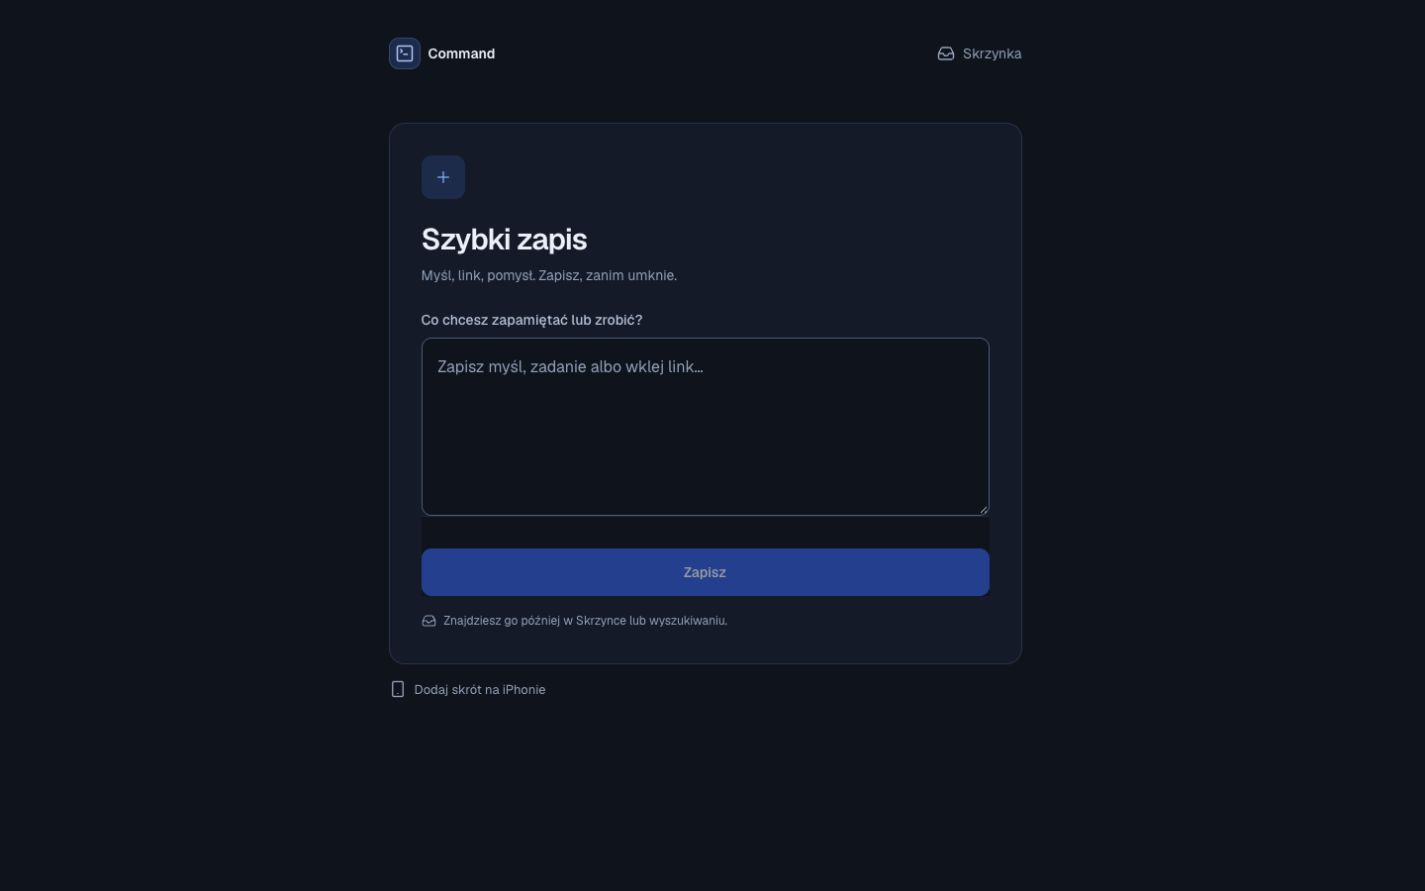 Command
Skrzynka
Szybki zapis
Myśl, link, pomysł. Zapisz, zanim umknie.
Co chcesz zapamiętać lub zrobić?
Zapisz myśl, zadanie albo wklej link...
Zapisz
Znajdziesz go później w Skrzynce lub wyszukiwaniu.
Dodaj skrót na iPhonie